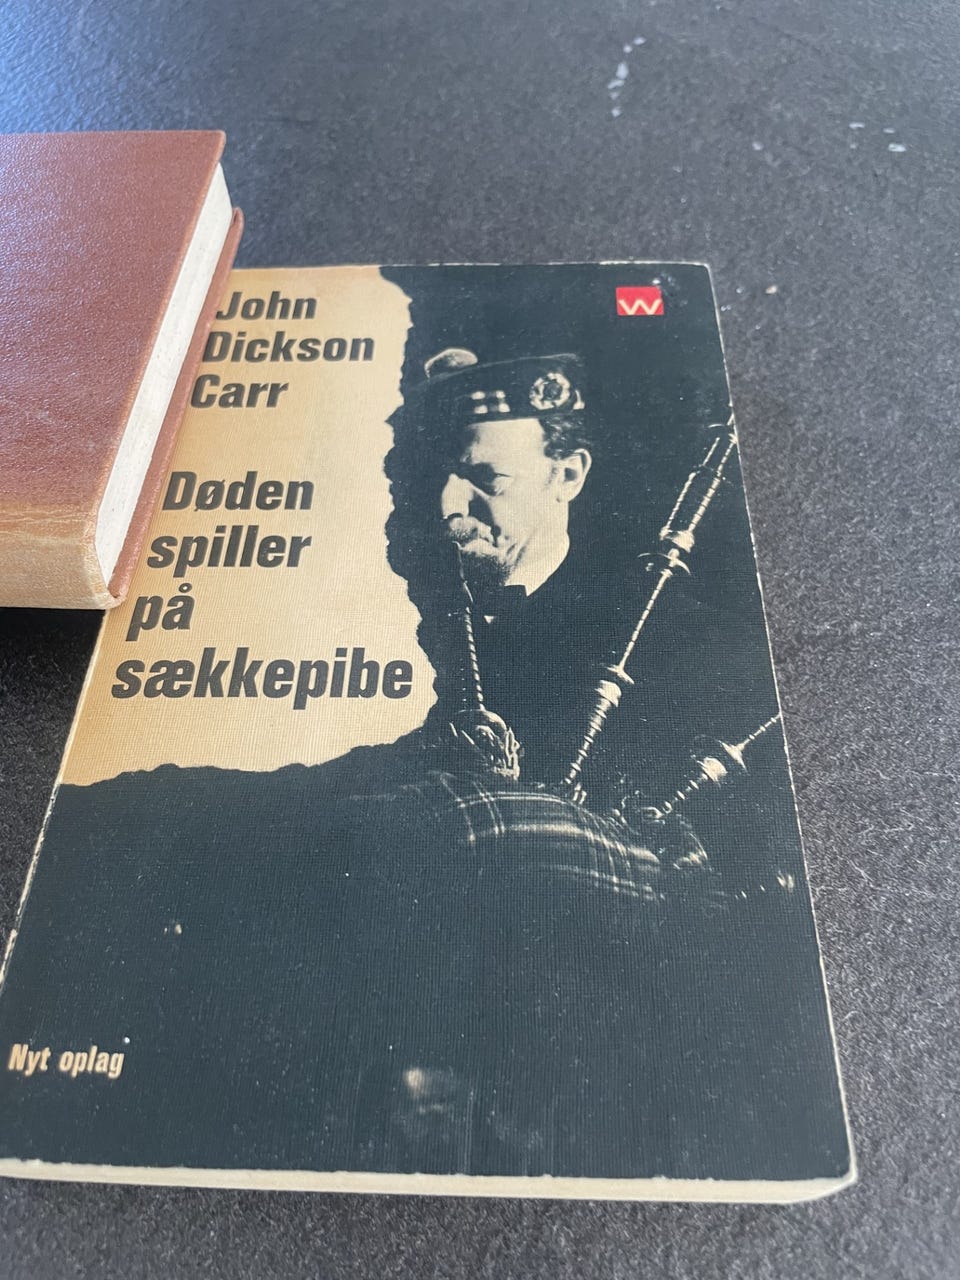 W
John
Dickson
Carr
Døden
spiller
på
sækkepibe
Nyt oplag